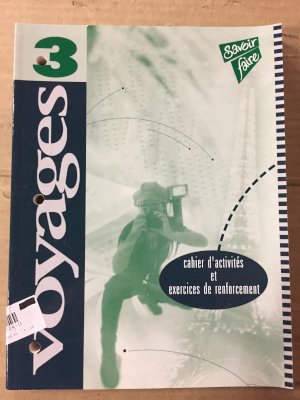 3
voyages
savoir
faire
cahier d'activités
et
exercices de renforcement